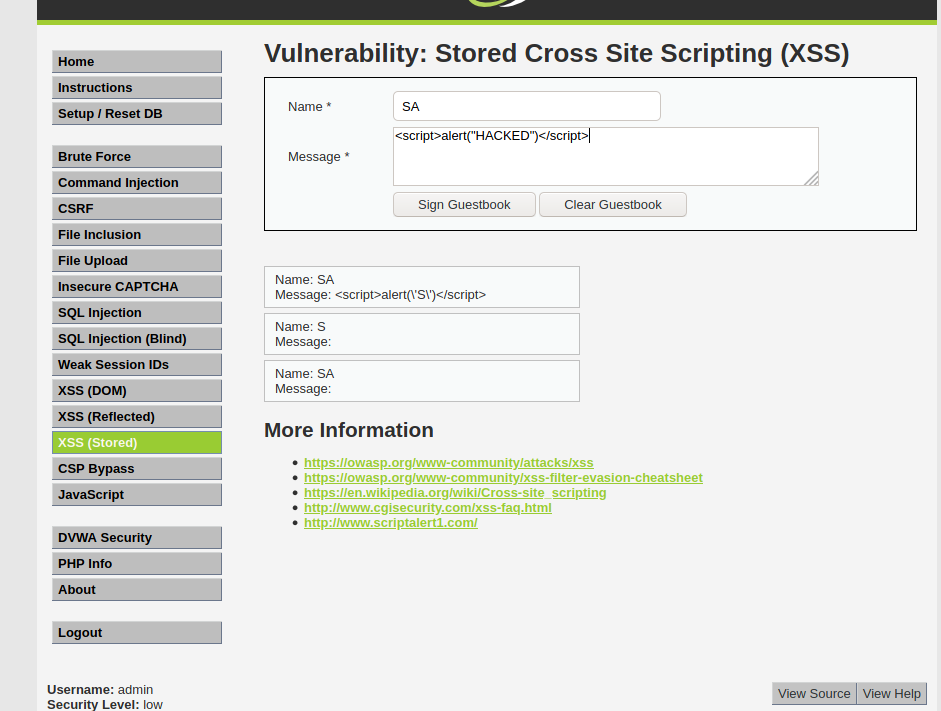 Home
Instructions
Setup / Reset DB
Brute Force
Command Injection
CSRF
File Inclusion
File Upload
Insecure CAPTCHA
SQL Injection
SQL Injection (Blind)
Weak Session IDs
XSS (DOM)
XSS (Reflected)
XSS (Stored)
CSP Bypass
JavaScript
DVWA Security
PHP Info
About
Logout
Vulnerability: Stored Cross Site Scripting (XSS)
Name *
SA
Message *
<script>alert("HACKED")</script>
Sign Guestbook
Clear Guestbook
Name: SA
Message: <script>alert(\'S\')</script>
Name: S
Message:
Name: SA
Message:
More Information
https://owasp.org/www-community/attacks/xss
https://owasp.org/www-community/xss-filter-evasion-cheatsheet
https://en.wikipedia.org/wiki/Cross-site_scripting
http://www.cgisecurity.com/xss-faq.html
http://www.scriptalert1.com/
Username: admin
Security Level: low
View Source
View Help